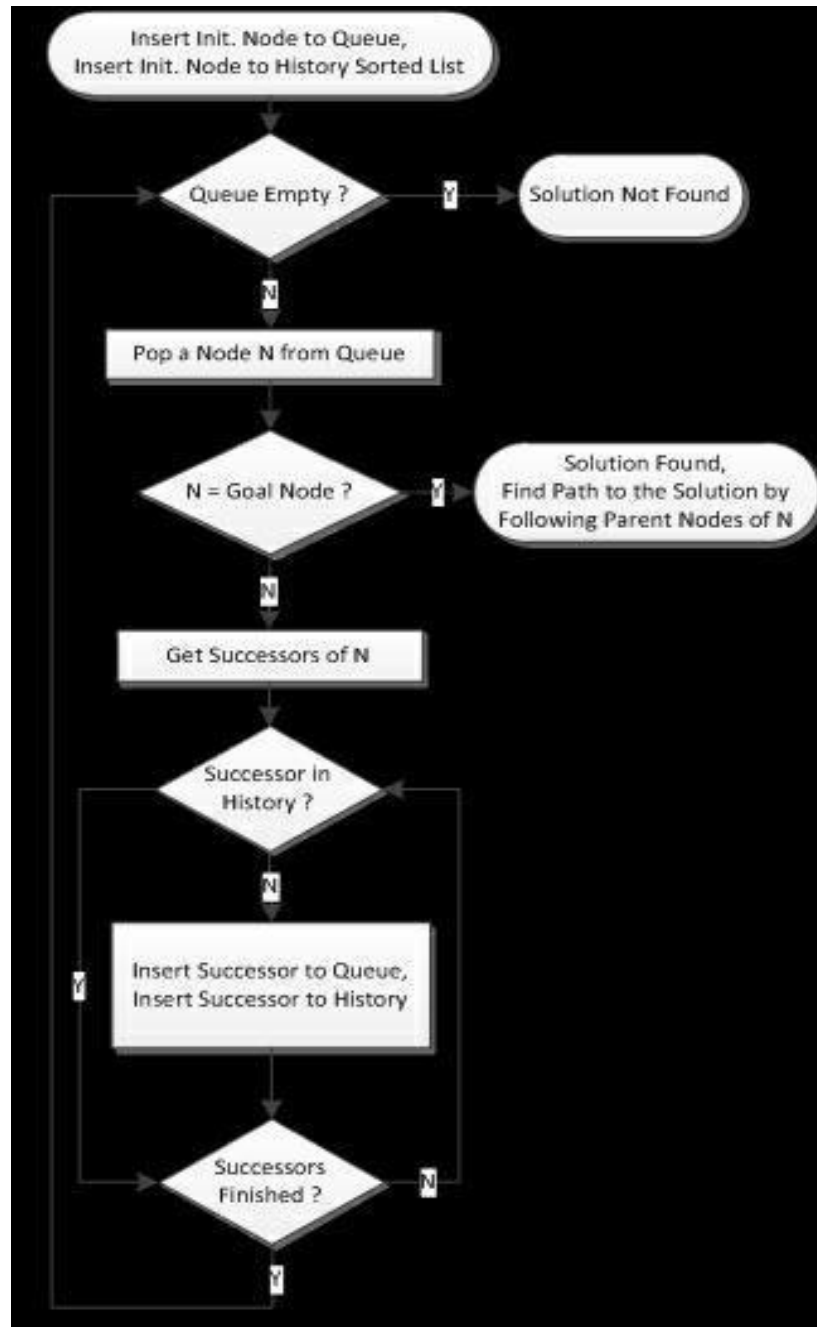 Insert Init. Node to Queue,
Insert Init. Node to History Sorted List
Queue Empty ?
Y
Solution Not Found
N
Pop a Node N from Queue
N = Goal Node ?
Y
Solution Found,
Find Path to the Solution by
Following Parent Nodes of N
N
Get Successors of N
Successor in
History ?
N
Y
Insert Successor to Queue,
Insert Successor to History
Successors
Finished ?
N
Y